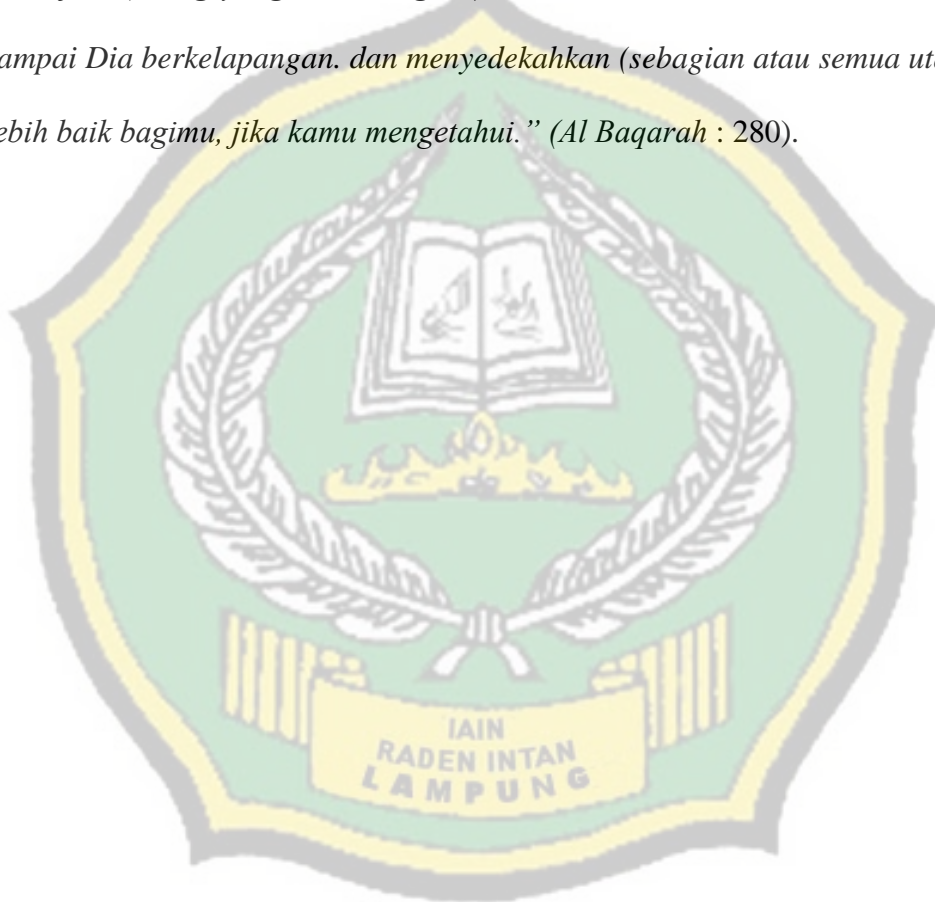 ampai Dia berkelapangan. dan menyedekahkan (sebagian atau semua ut
ebih baik bagimu, jika kamu mengetahui.” (Al Baqarah : 280).
IAIN
RADEN INTAN
LAMPUNG